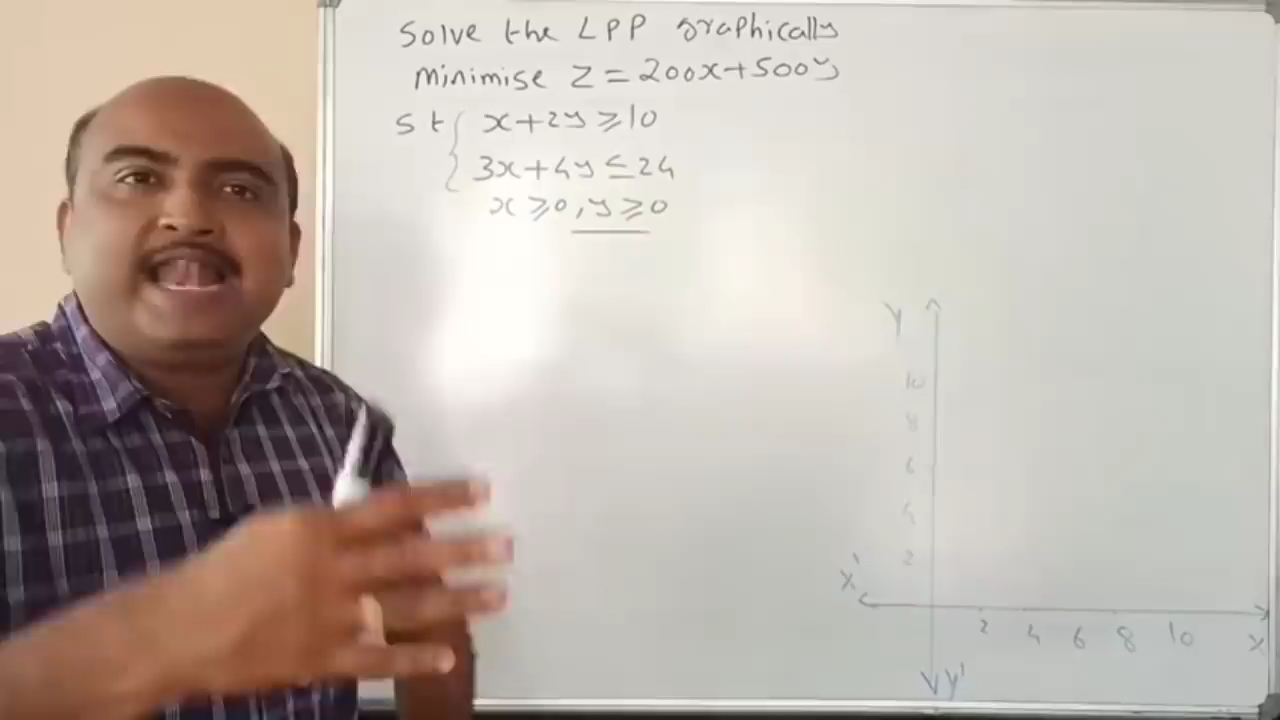 Solve the LPP graphically
minimise Z = 200x + 500y
st { x + 2y ≥ 10
3x + 4y ≤ 24
x ≥ 0, y ≥ 0
Y
10
8
6
4
2
X'
2 4 6 8 10 X
Y'